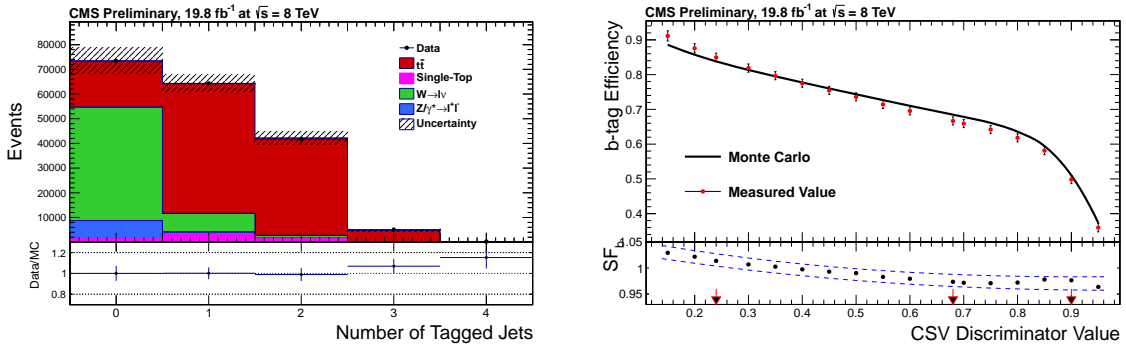 CMS Preliminary, 19.8 fb⁻¹ at √s = 8 TeV
Events
80000
70000
60000
50000
40000
30000
20000
10000
Data
tt̄
Single-Top
W→lν
Z/γ*→l⁺l⁻
Uncertainty
Data/MC
1.2
1
0.8
0 1 2 3 4
Number of Tagged Jets
CMS Preliminary, 19.8 fb⁻¹ at √s = 8 TeV
b-tag Efficiency
0.9
0.8
0.7
0.6
0.5
0.4
Monte Carlo
Measured Value
SF_b
1.05
1
0.95
0.2 0.3 0.4 0.5 0.6 0.7 0.8 0.9
CSV Discriminator Value